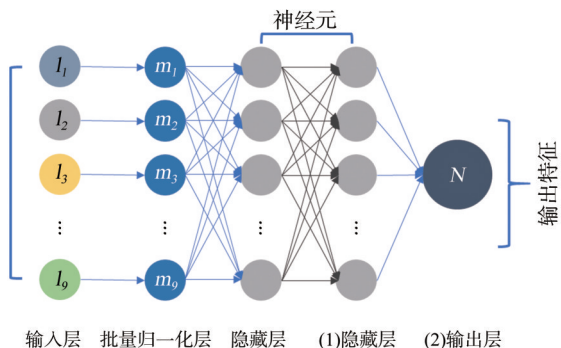 神经元
I1 m1
I2 m2
I3 m3 N
... ... ... ...
I9 m9
输出特征
输入层 批量归一化层 隐藏层 (1)隐藏层 (2)输出层